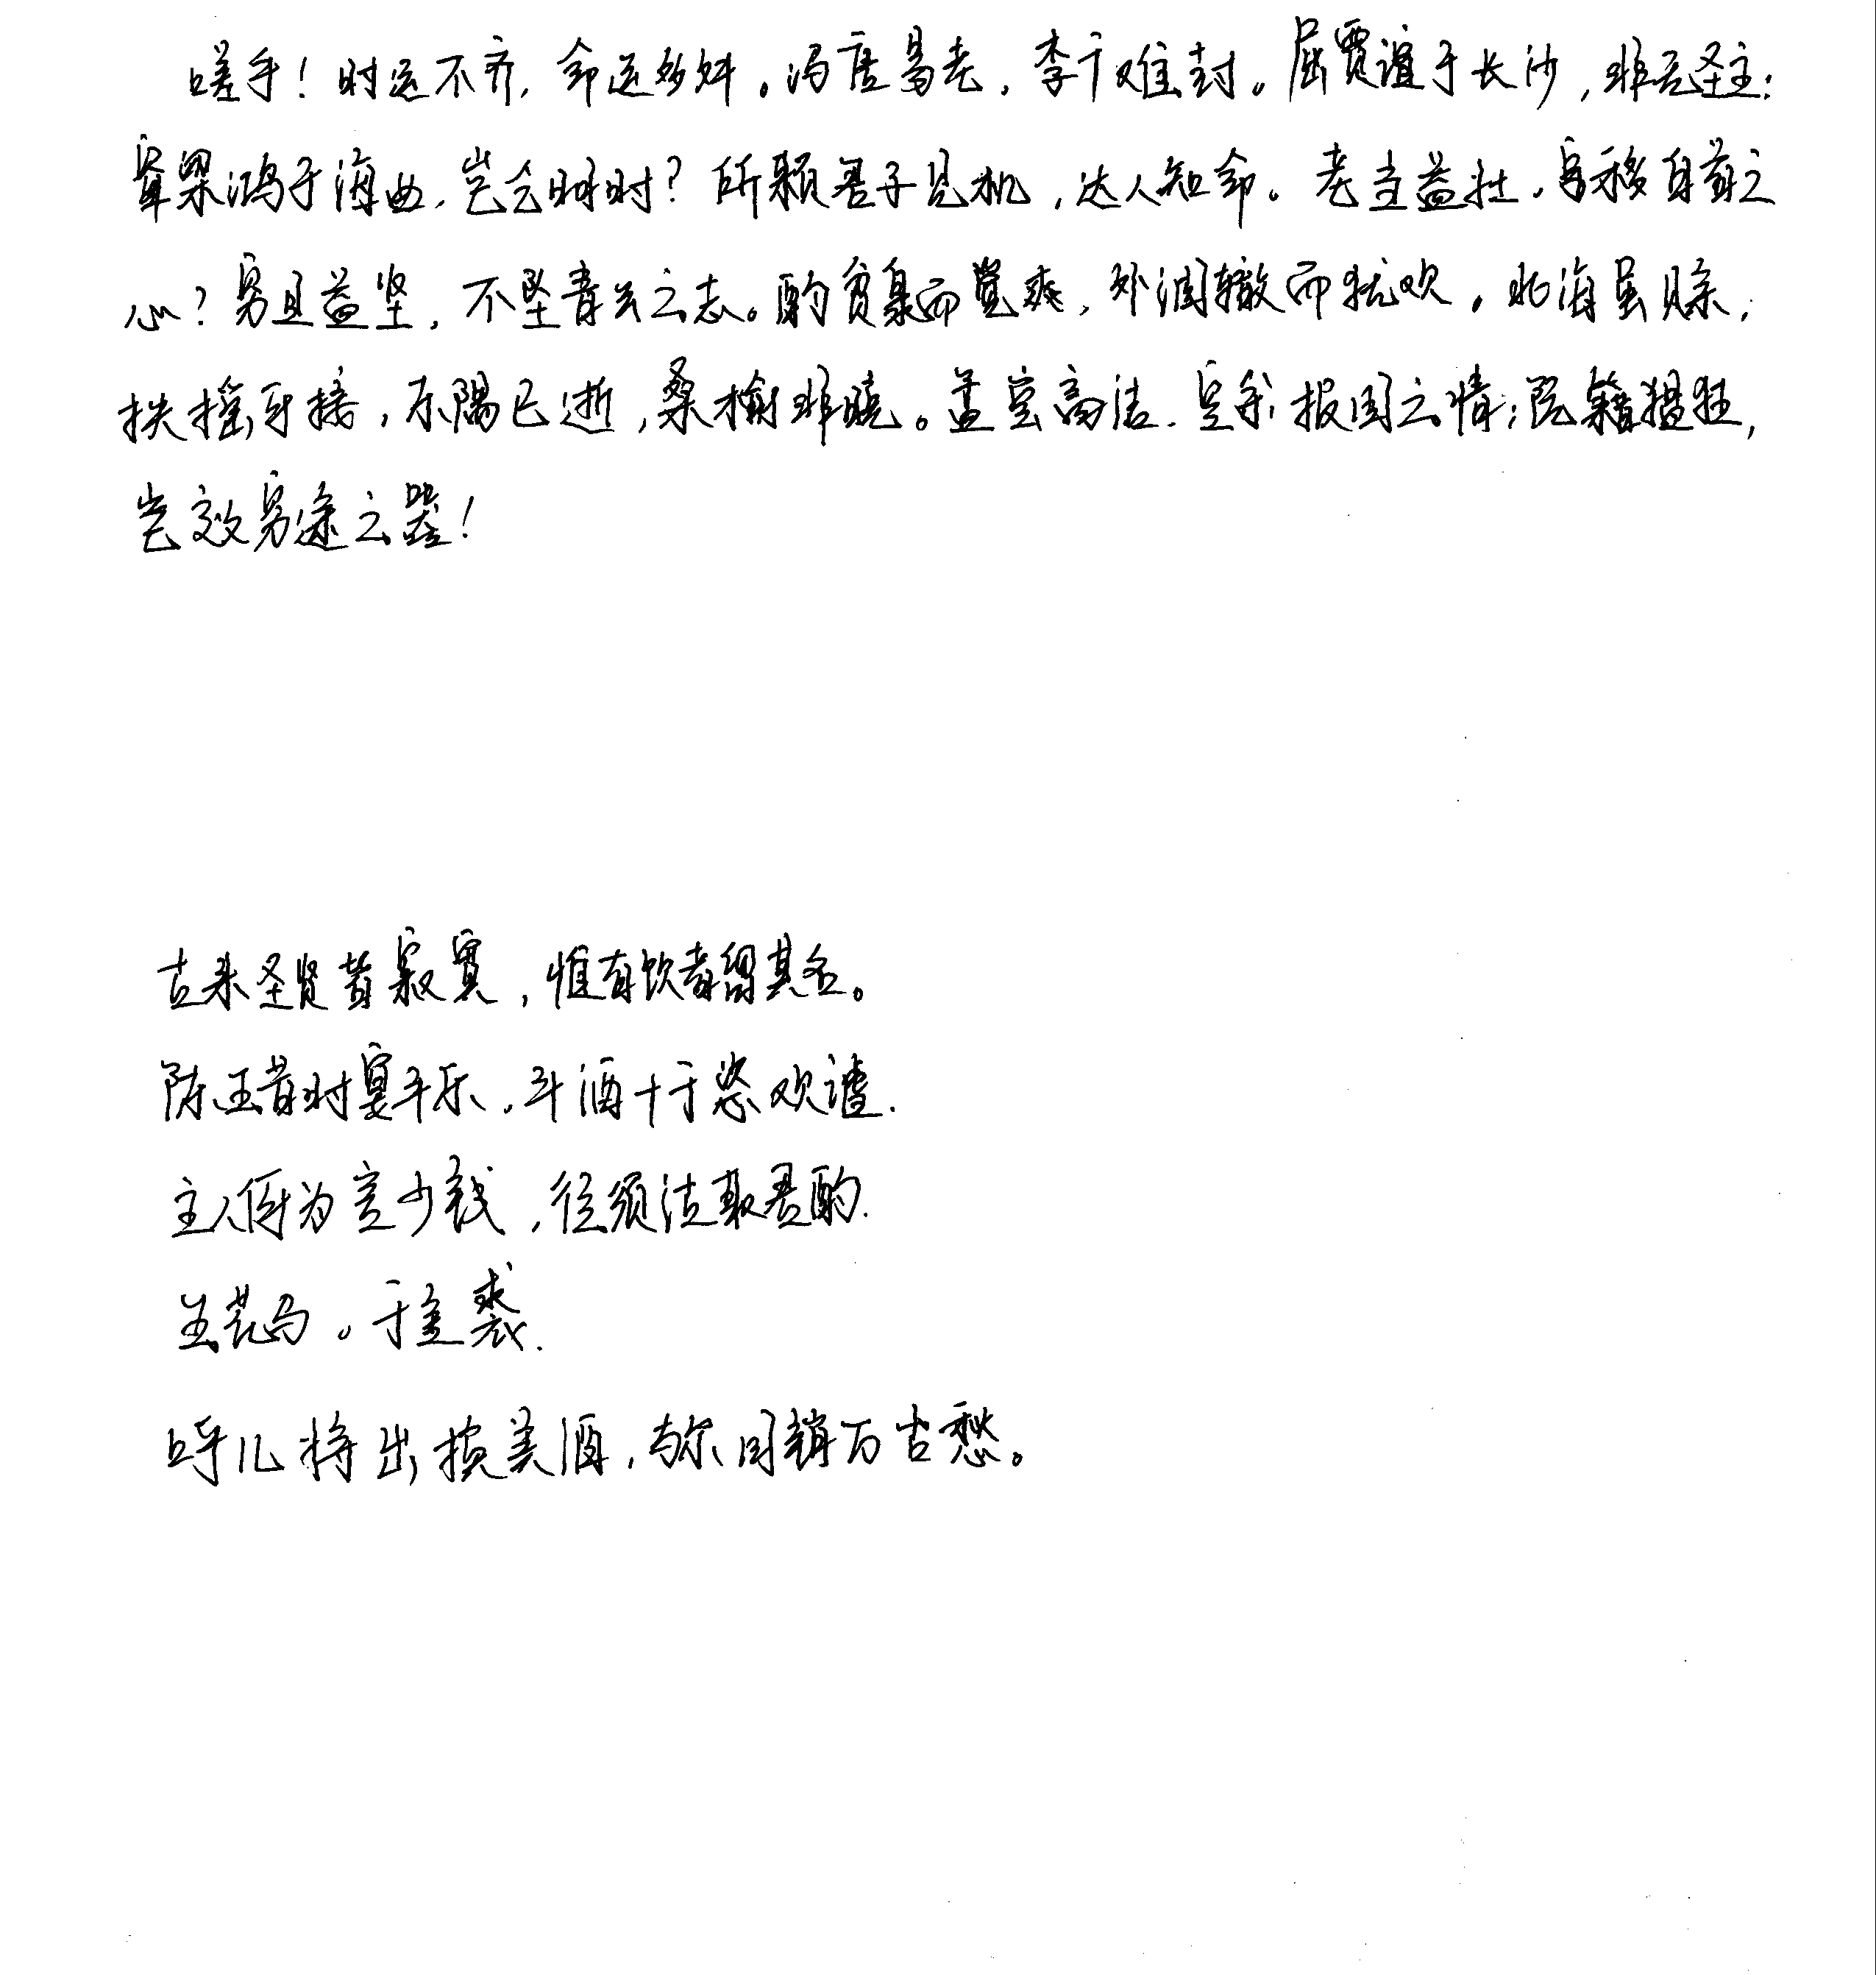 嗟乎！时运不齐，命运多舛。冯唐易老，李广难封。屈贾谊于长沙，非无圣主；
窜梁鸿于海曲，岂乏明时？所赖君子见机，达人知命。老当益壮，宁移白首之
心？穷且益坚，不坠青云之志。酌贪泉而觉爽，处涸辙而犹欢。北海虽赊，
扶摇可接，东隅已逝，桑榆非晚。孟尝高洁，空余报国之情；阮籍猖狂，
岂效穷途之哭！
古来圣贤皆寂寞，惟有饮者留其名。
陈王昔时宴平乐，斗酒十千恣欢谑.
主人何为言少钱，径须沽取君酌.
五花马。千金裘.
呼儿将出换美酒，与尔同销万古愁。